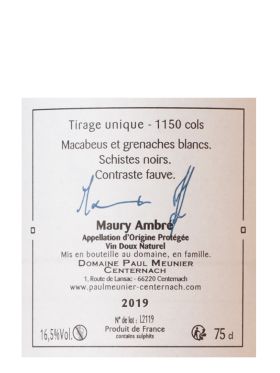 Tirage unique - 1150 cols
Macabeus et grenaches blancs.
Schistes noirs.
Contraste fauve.
Maury Ambré
Appellation d'Origine Protégée
Vin Doux Naturel
Mis en bouteille au domaine, en famille.
DOMAINE PAUL MEUNIER
CENTERNACH
1, Route de Lansac - 66220 Centernach
www.paulmeunier-centernach.com
2019
N° de lot : L2119
16,5%Vol. Produit de France 75 cl
contains sulphits